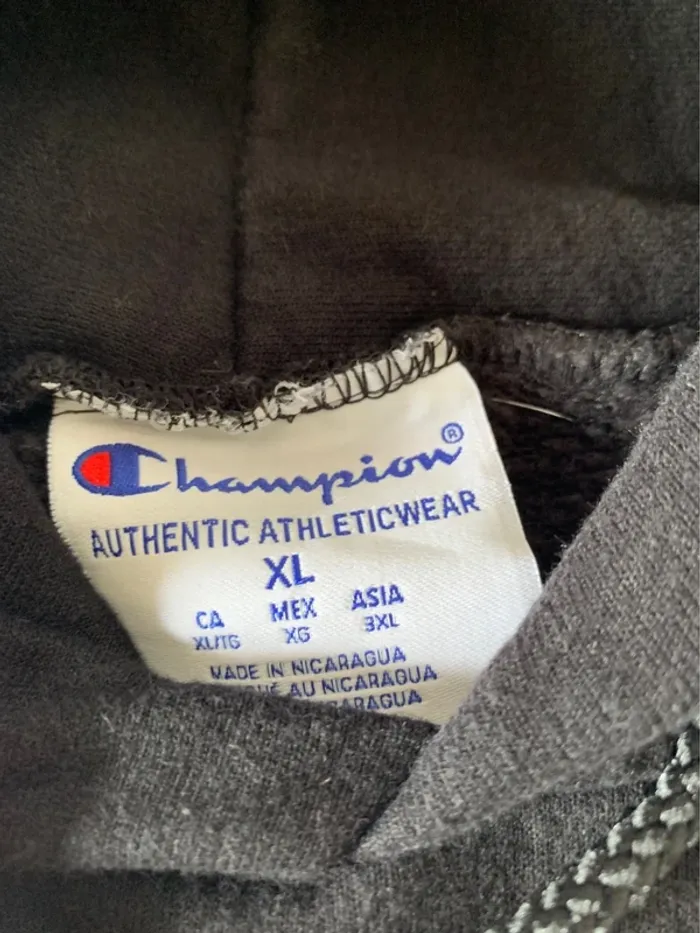 Champion®
AUTHENTIC ATHLETICWEAR
XL
CA MEX ASIA
XL/TG XG 3XL
MADE IN NICARAGUA
AU NICARAGUA